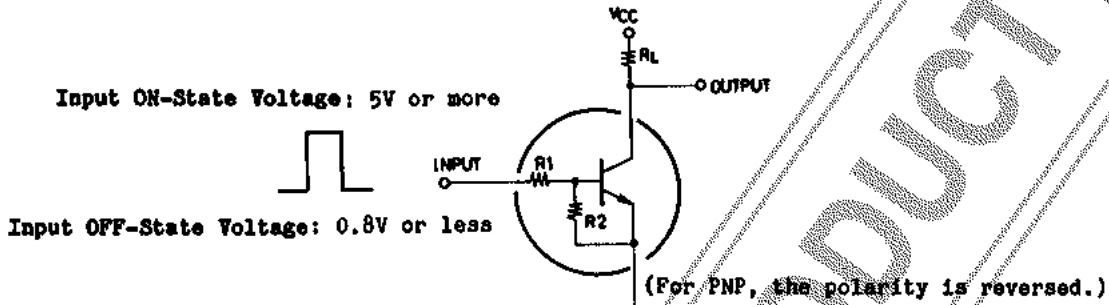 VCC
RL
OUTPUT
Input ON-State Voltage: 5V or more
INPUT
R1
R2
Input OFF-State Voltage: 0.8V or less
(For PNP, the polarity is reversed.)